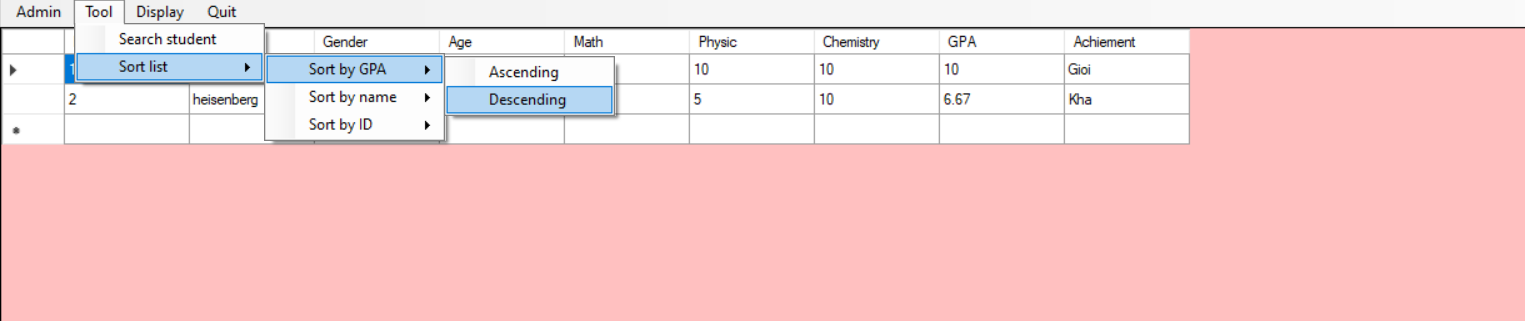 Admin Tool Display Quit
Search student
Gender Age Math Physic Chemistry GPA Achiement
Sort list Sort by GPA Ascending
10 10 10 Gioi
Sort by name Descending
2 heisenberg 5 10 6.67 Kha
Sort by ID